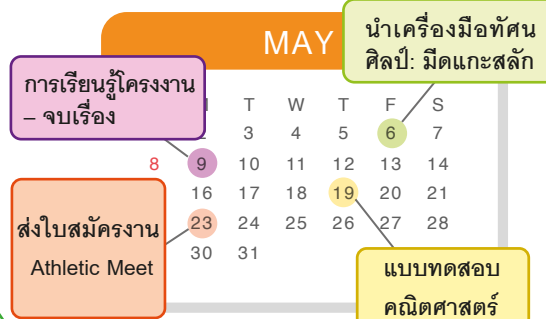 MAY
นำเครื่องมือทัศน
ศิลป์: มีดแกะสลัก
การเรียนรู้โครงงาน
– จบเรื่อง
T W T F S
3 4 5 6 7
8 9 10 11 12 13 14
16 17 18 19 20 21
23 24 25 26 27 28
30 31
ส่งใบสมัครงาน
Athletic Meet
แบบทดสอบ
คณิตศาสตร์